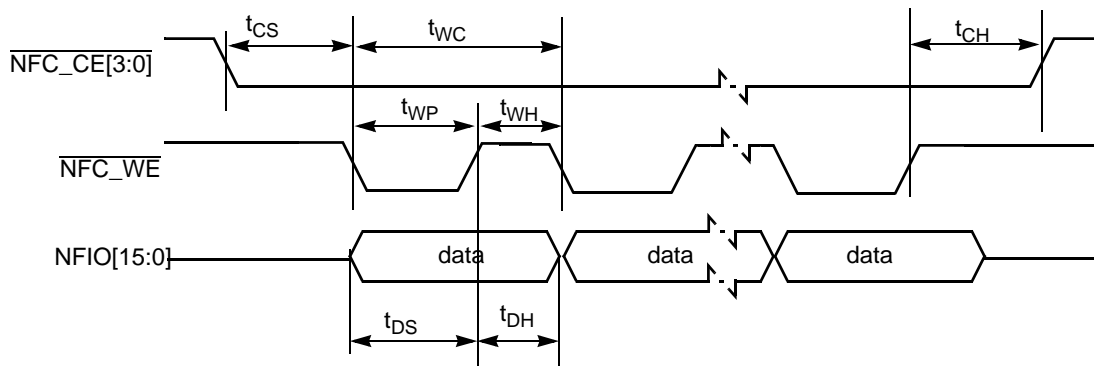 tCS
tWC
tCH
NFC_CE[3:0]
tWP
tWH
NFC_WE
NFIO[15:0]
data
data
data
tDS
tDH